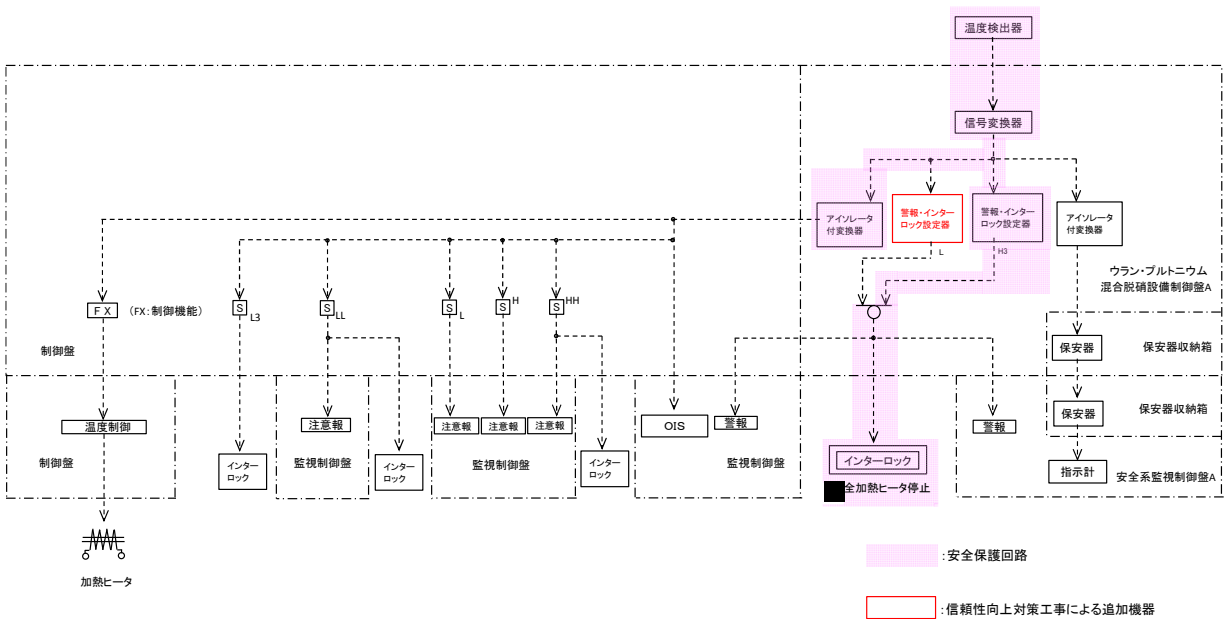 温度検出器
信号変換器
アイソレータ
付変換器
警報・インター
ロック設定器
警報・インター
ロック設定器
アイソレータ
付変換器
L
H3
ウラン・プルトニウム
混合脱硝設備制御盤A
FX
(FX:制御機能)
S
L3
S
LL
S
L
S
H
S
HH
制御盤
保安器
保安器収納箱
温度制御
注意報
注意報
注意報
注意報
OIS
警報
警報
保安器
保安器収納箱
制御盤
インター
ロック
監視制御盤
インター
ロック
監視制御盤
インター
ロック
監視制御盤
インターロック
全加熱ヒータ停止
指示計
安全系監視制御盤A
加熱ヒータ
:安全保護回路
:信頼性向上対策工事による追加機器